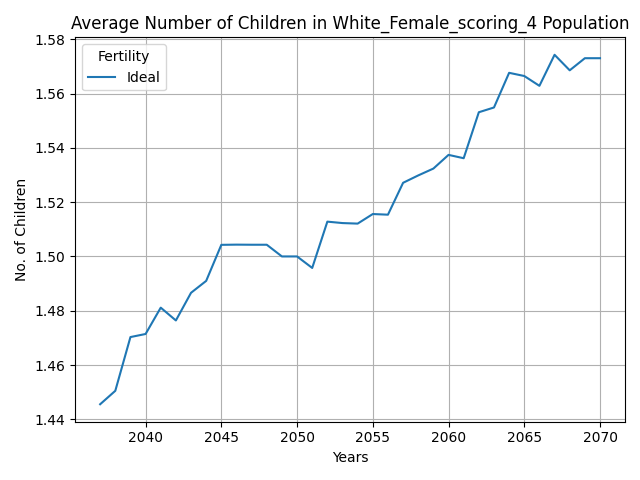 Average Number of Children in White_Female_scoring_4 Population
Fertility
Ideal
1.58
1.56
1.54
1.52
1.50
1.48
1.46
1.44
No. of Children
2040 2045 2050 2055 2060 2065 2070
Years